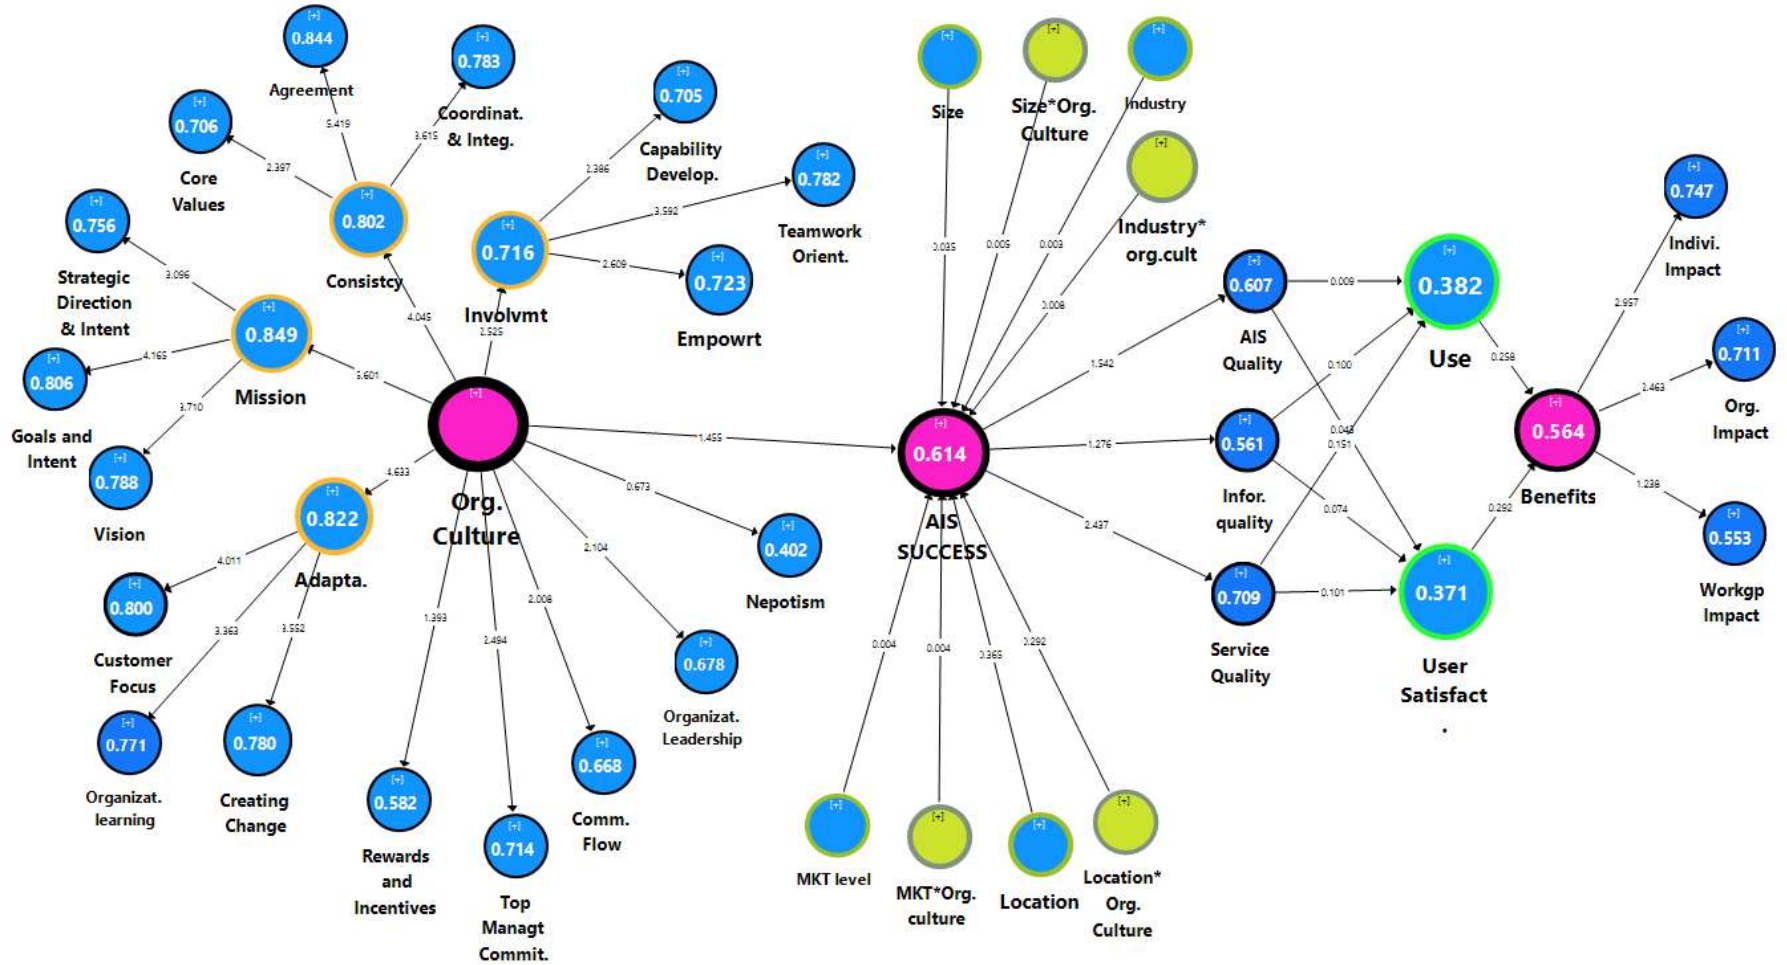 [+]
0.844
Agreement
[+]
0.783
Coordinat.
& Integ.
[+]
0.706
Core
Values
5.419
3.615
2.397
[+]
0.802
Consistcy
[+]
0.705
Capability
Develop.
[+]
0.782
Teamwork
Orient.
[+]
0.723
Empowrt
2.386
3.592
2.609
[+]
0.716
Involvmt
[+]
0.756
Strategic
Direction
& Intent
[+]
0.806
Goals and
Intent
[+]
0.788
Vision
3.096
4.165
3.710
[+]
0.849
Mission
4.045
2.525
5.601
4.633
[+]
Org.
Culture
[+]
0.822
Adapta.
4.011
3.363
3.552
[+]
0.800
Customer
Focus
[+]
0.771
Organizat.
learning
[+]
0.780
Creating
Change
1.393
2.494
2.008
2.104
0.673
1.455
[+]
0.582
Rewards
and
Incentives
[+]
0.714
Top
Managt
Commit.
[+]
0.668
Comm.
Flow
[+]
0.678
Organizat.
Leadership
[+]
0.402
Nepotism
[+]
Size
[+]
Size*Org.
Culture
[+]
Industry
[+]
Industry*
org.cult
0.035
0.005
0.003
0.008
[+]
0.614
AIS
SUCCESS
0.004
0.004
0.365
0.292
[+]
MKT level
[+]
MKT*Org.
culture
[+]
Location
[+]
Location*
Org.
Culture
1.542
1.276
2.437
[+]
0.607
AIS
Quality
[+]
0.561
Infor.
quality
[+]
0.709
Service
Quality
0.009
0.100
0.043
0.151
0.074
0.101
[+]
0.382
Use
[+]
0.371
User
Satisfact
.
0.258
0.292
[+]
0.564
Benefits
2.957
2.463
1.238
[+]
0.747
Indivi.
Impact
[+]
0.711
Org.
Impact
[+]
0.553
Workgp
Impact